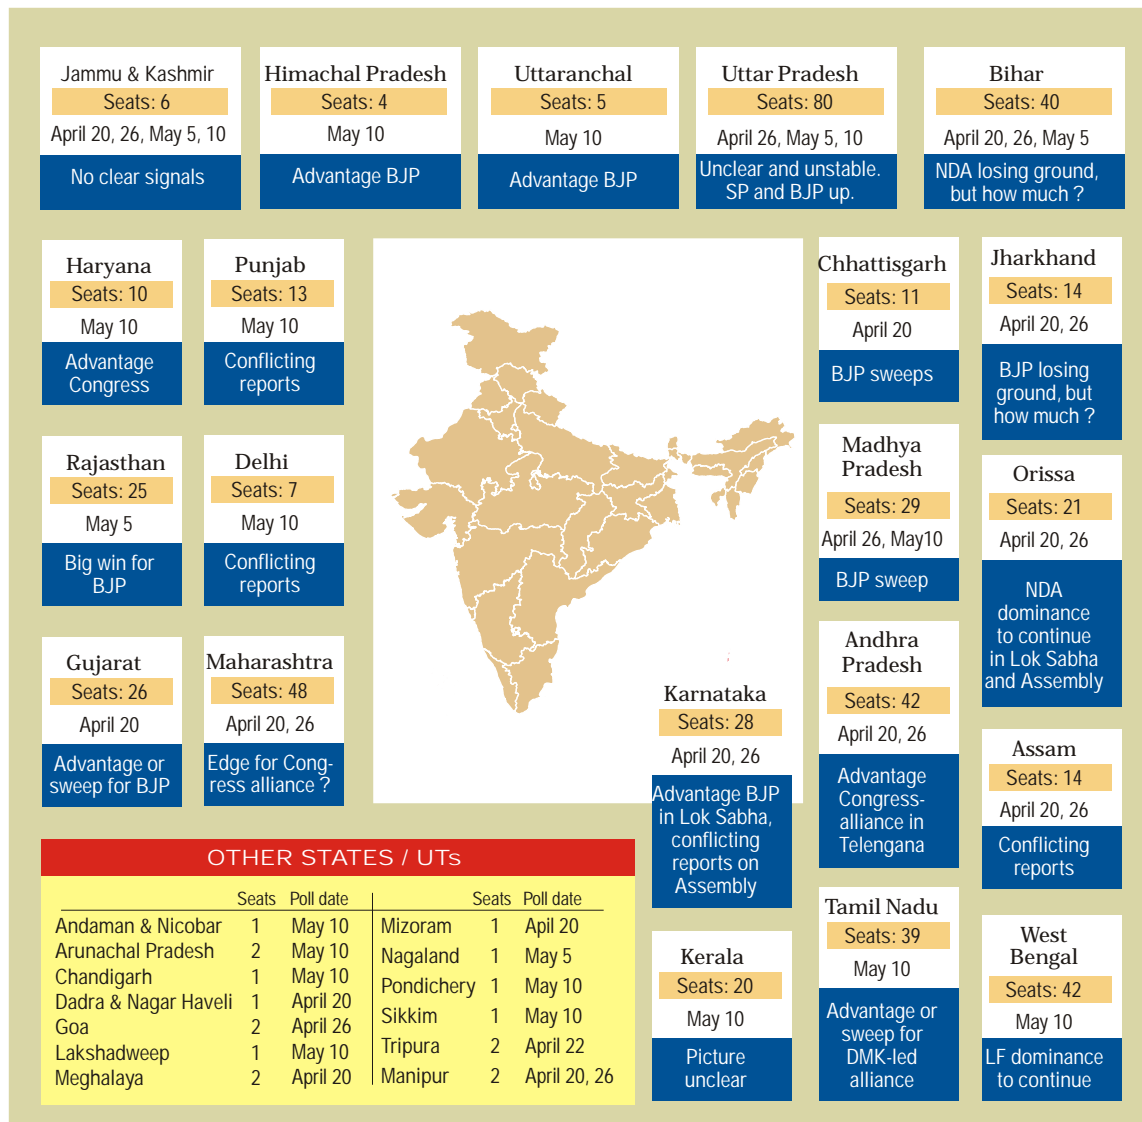 Jammu & Kashmir
Seats: 6
April 20, 26, May 5, 10
No clear signals
Himachal Pradesh
Seats: 4
May 10
Advantage BJP
Uttaranchal
Seats: 5
May 10
Advantage BJP
Uttar Pradesh
Seats: 80
April 26, May 5, 10
Unclear and unstable.
SP and BJP up.
Bihar
Seats: 40
April 20, 26, May 5
NDA losing ground,
but how much ?
Haryana
Seats: 10
May 10
Advantage
Congress
Punjab
Seats: 13
May 10
Conflicting
reports
Chhattisgarh
Seats: 11
April 20
BJP sweeps
Jharkhand
Seats: 14
April 20, 26
BJP losing
ground, but
how much ?
Rajasthan
Seats: 25
May 5
Big win for
BJP
Delhi
Seats: 7
May 10
Conflicting
reports
Madhya
Pradesh
Seats: 29
April 26, May10
BJP sweep
Orissa
Seats: 21
April 20, 26
NDA
dominance
to continue
in Lok Sabha
and Assembly
Gujarat
Seats: 26
April 20
Advantage or
sweep for BJP
Maharashtra
Seats: 48
April 20, 26
Edge for Cong-
ress alliance ?
Karnataka
Seats: 28
April 20, 26
Advantage BJP
in Lok Sabha,
conflicting
reports on
Assembly
Andhra
Pradesh
Seats: 42
April 20, 26
Advantage
Congress-
alliance in
Telengana
Assam
Seats: 14
April 20, 26
Conflicting
reports
OTHER STATES / UTs
Seats Poll date
Andaman & Nicobar 1 May 10
Arunachal Pradesh 2 May 10
Chandigarh 1 May 10
Dadra & Nagar Haveli 1 April 20
Goa 2 April 26
Lakshadweep 1 May 10
Meghalaya 2 April 20
Seats Poll date
Mizoram 1 Apil 20
Nagaland 1 May 5
Pondichery 1 May 10
Sikkim 1 May 10
Tripura 2 April 22
Manipur 2 April 20, 26
Kerala
Seats: 20
May 10
Picture
unclear
Tamil Nadu
Seats: 39
May 10
Advantage or
sweep for
DMK-led
alliance
West
Bengal
Seats: 42
May 10
LF dominance
to continue